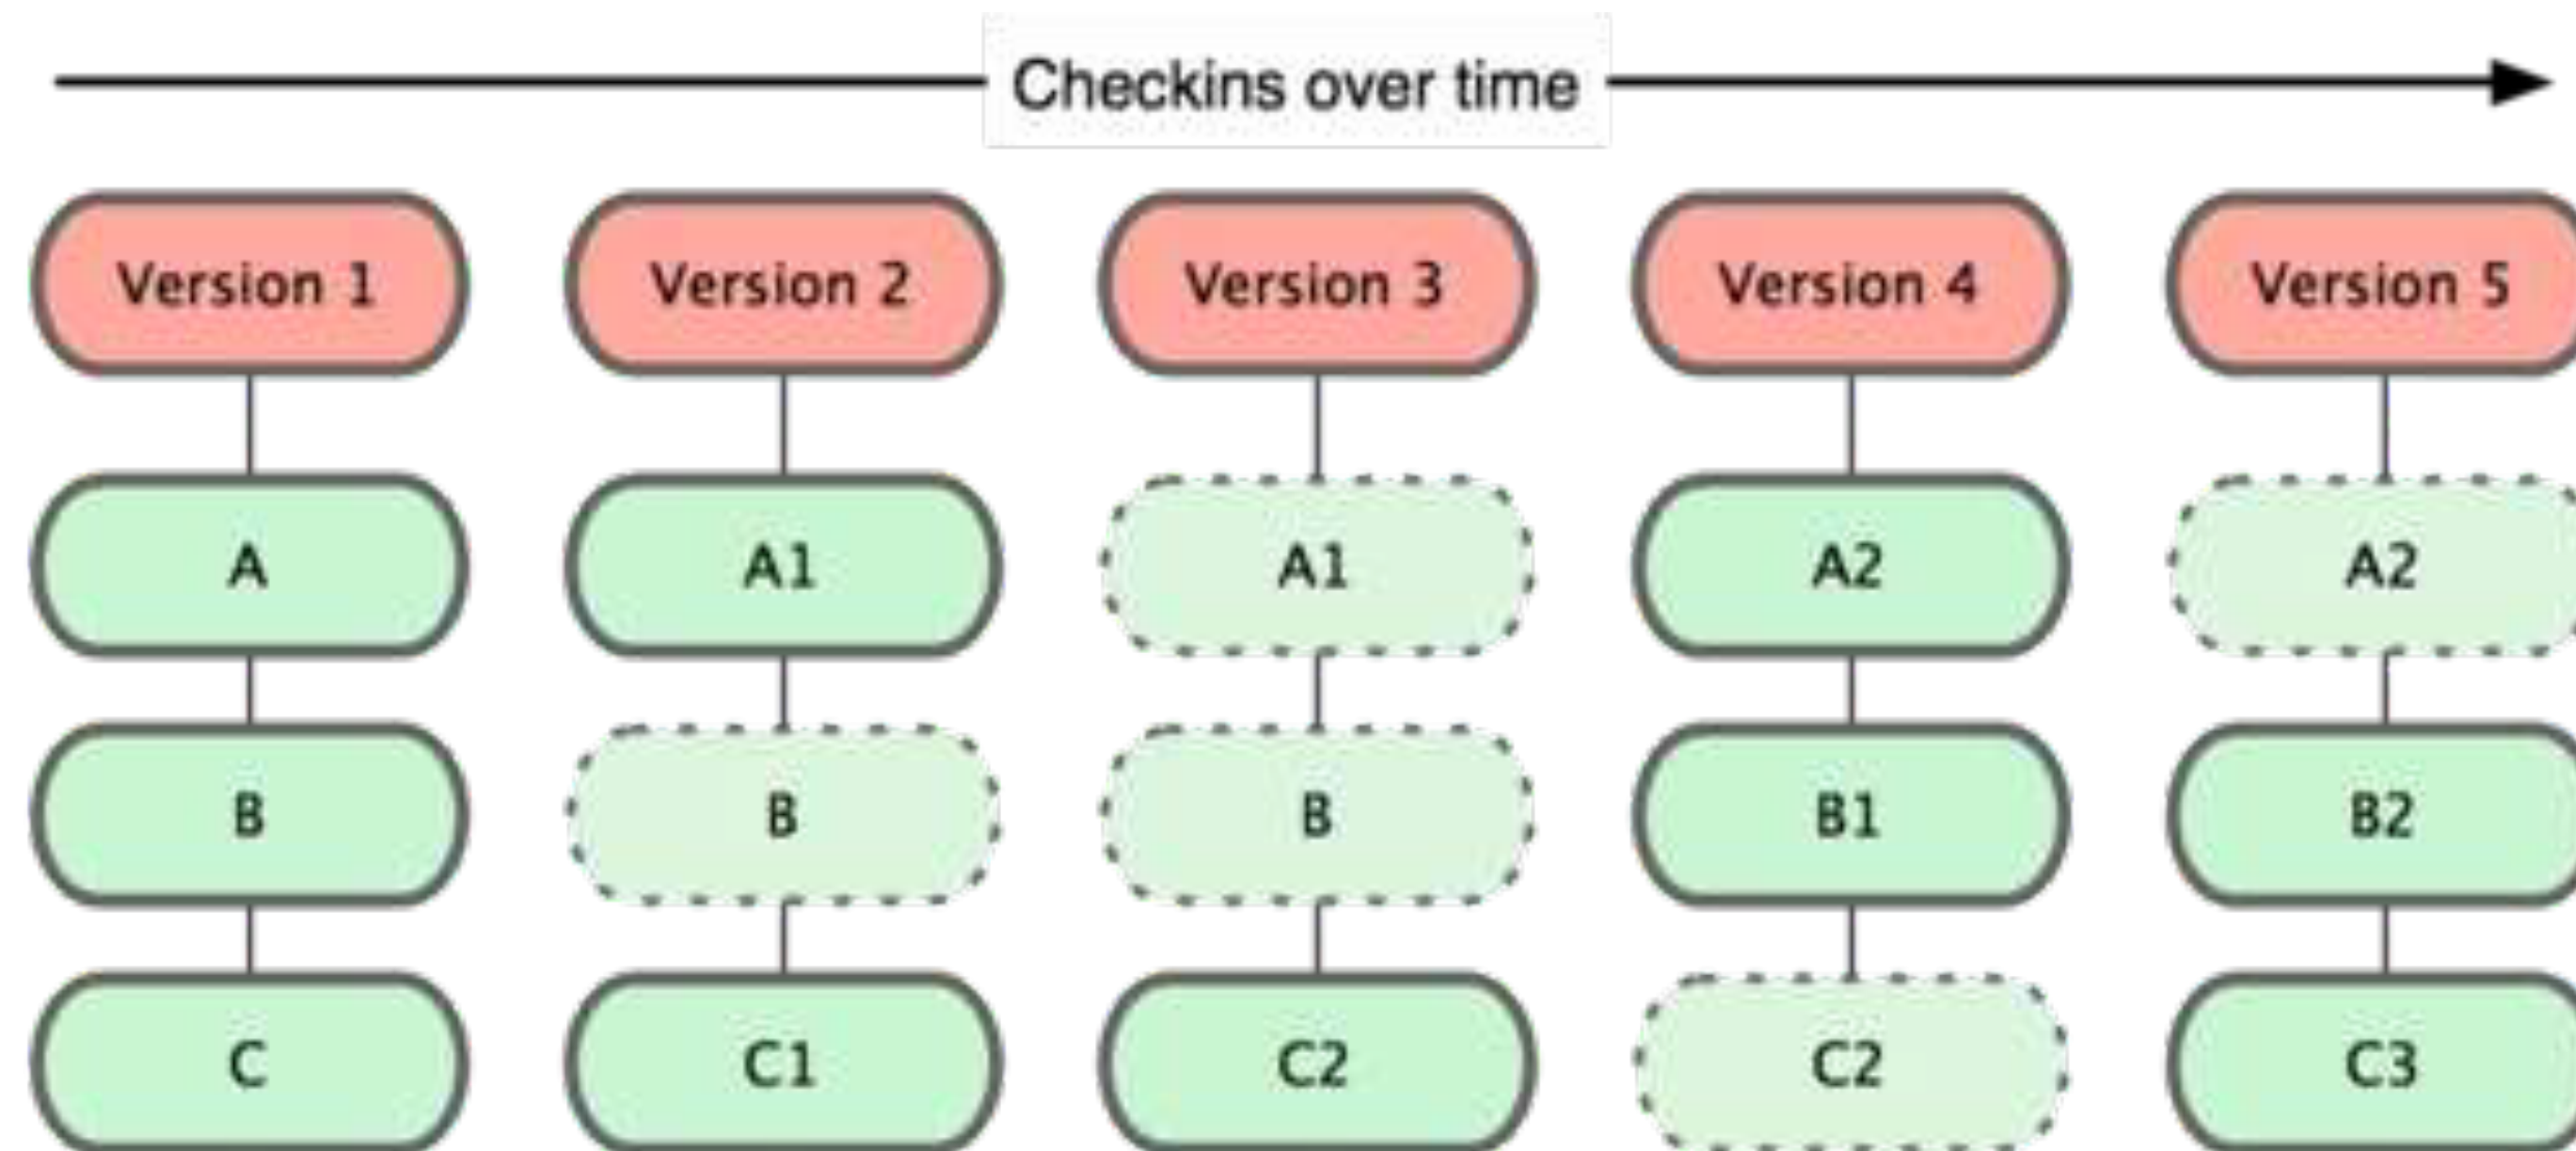 Checkins over time
Version 1 Version 2 Version 3 Version 4 Version 5
A A1 A1 A2 A2
B B B B1 B2
C C1 C2 C2 C3